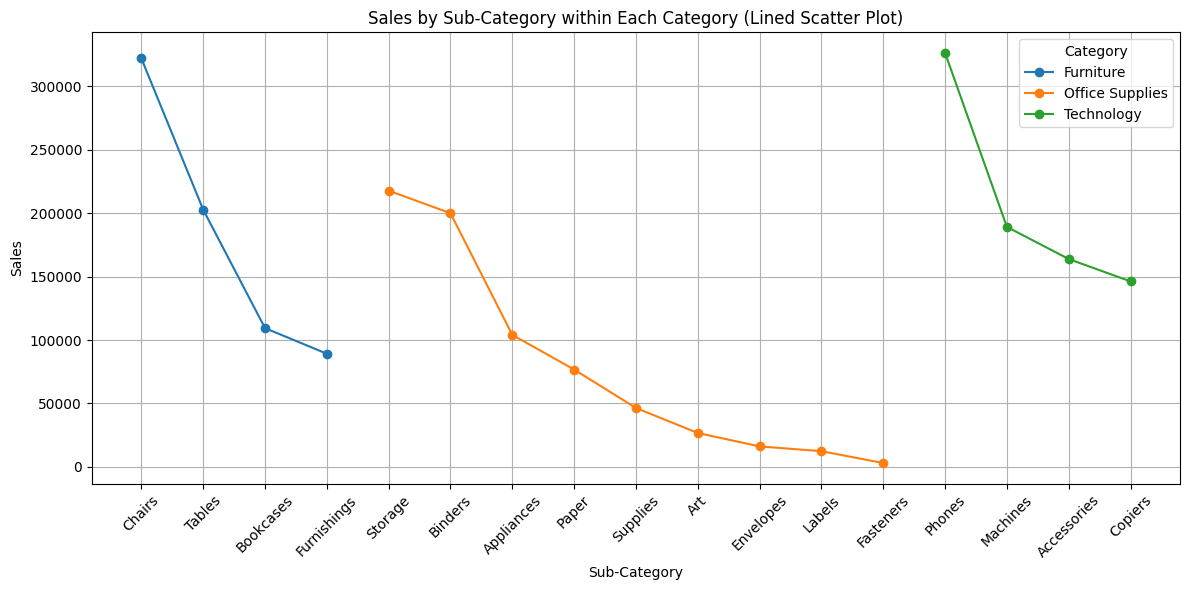 Sales by Sub-Category within Each Category (Lined Scatter Plot)
Category
Furniture
Office Supplies
Technology
Sales
300000
250000
200000
150000
100000
50000
0
Chairs
Tables
Bookcases
Furnishings
Storage
Binders
Appliances
Paper
Supplies
Art
Envelopes
Labels
Fasteners
Phones
Machines
Accessories
Copiers
Sub-Category